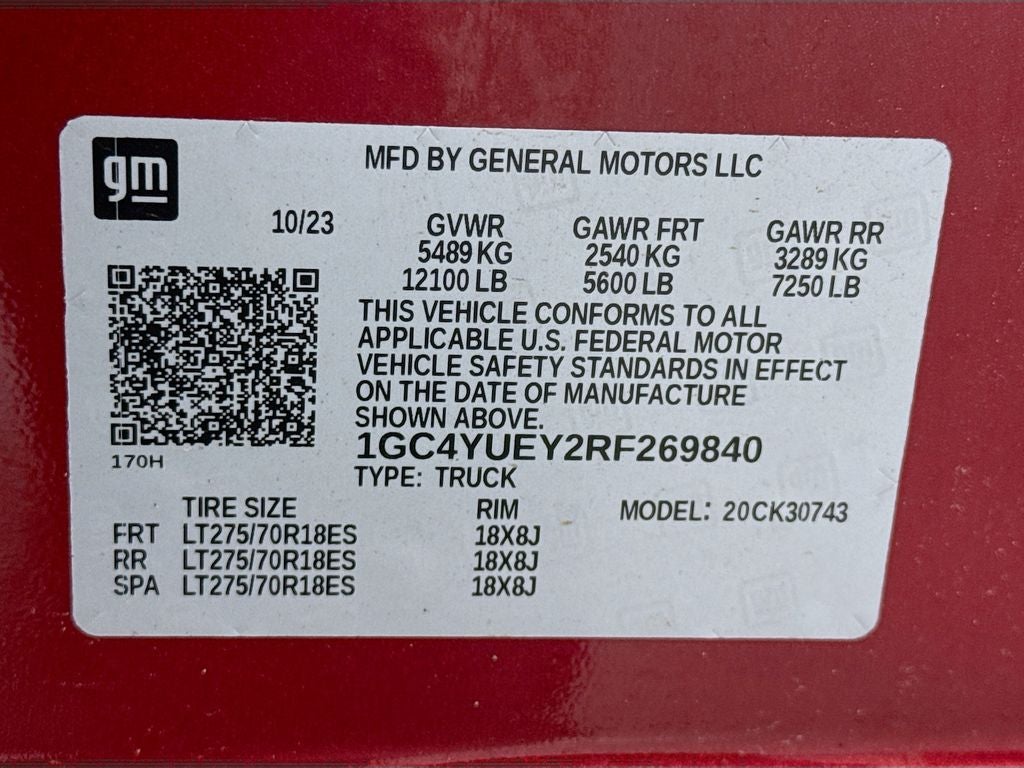 gm
MFD BY GENERAL MOTORS LLC
10/23 GVWR GAWR FRT GAWR RR
5489 KG 2540 KG 3289 KG
12100 LB 5600 LB 7250 LB
THIS VEHICLE CONFORMS TO ALL
APPLICABLE U.S. FEDERAL MOTOR
VEHICLE SAFETY STANDARDS IN EFFECT
ON THE DATE OF MANUFACTURE
SHOWN ABOVE.
1GC4YUEY2RF269840
170H
TYPE: TRUCK
TIRE SIZE RIM MODEL: 20CK30743
FRT LT275/70R18ES 18X8J
RR LT275/70R18ES 18X8J
SPA LT275/70R18ES 18X8J